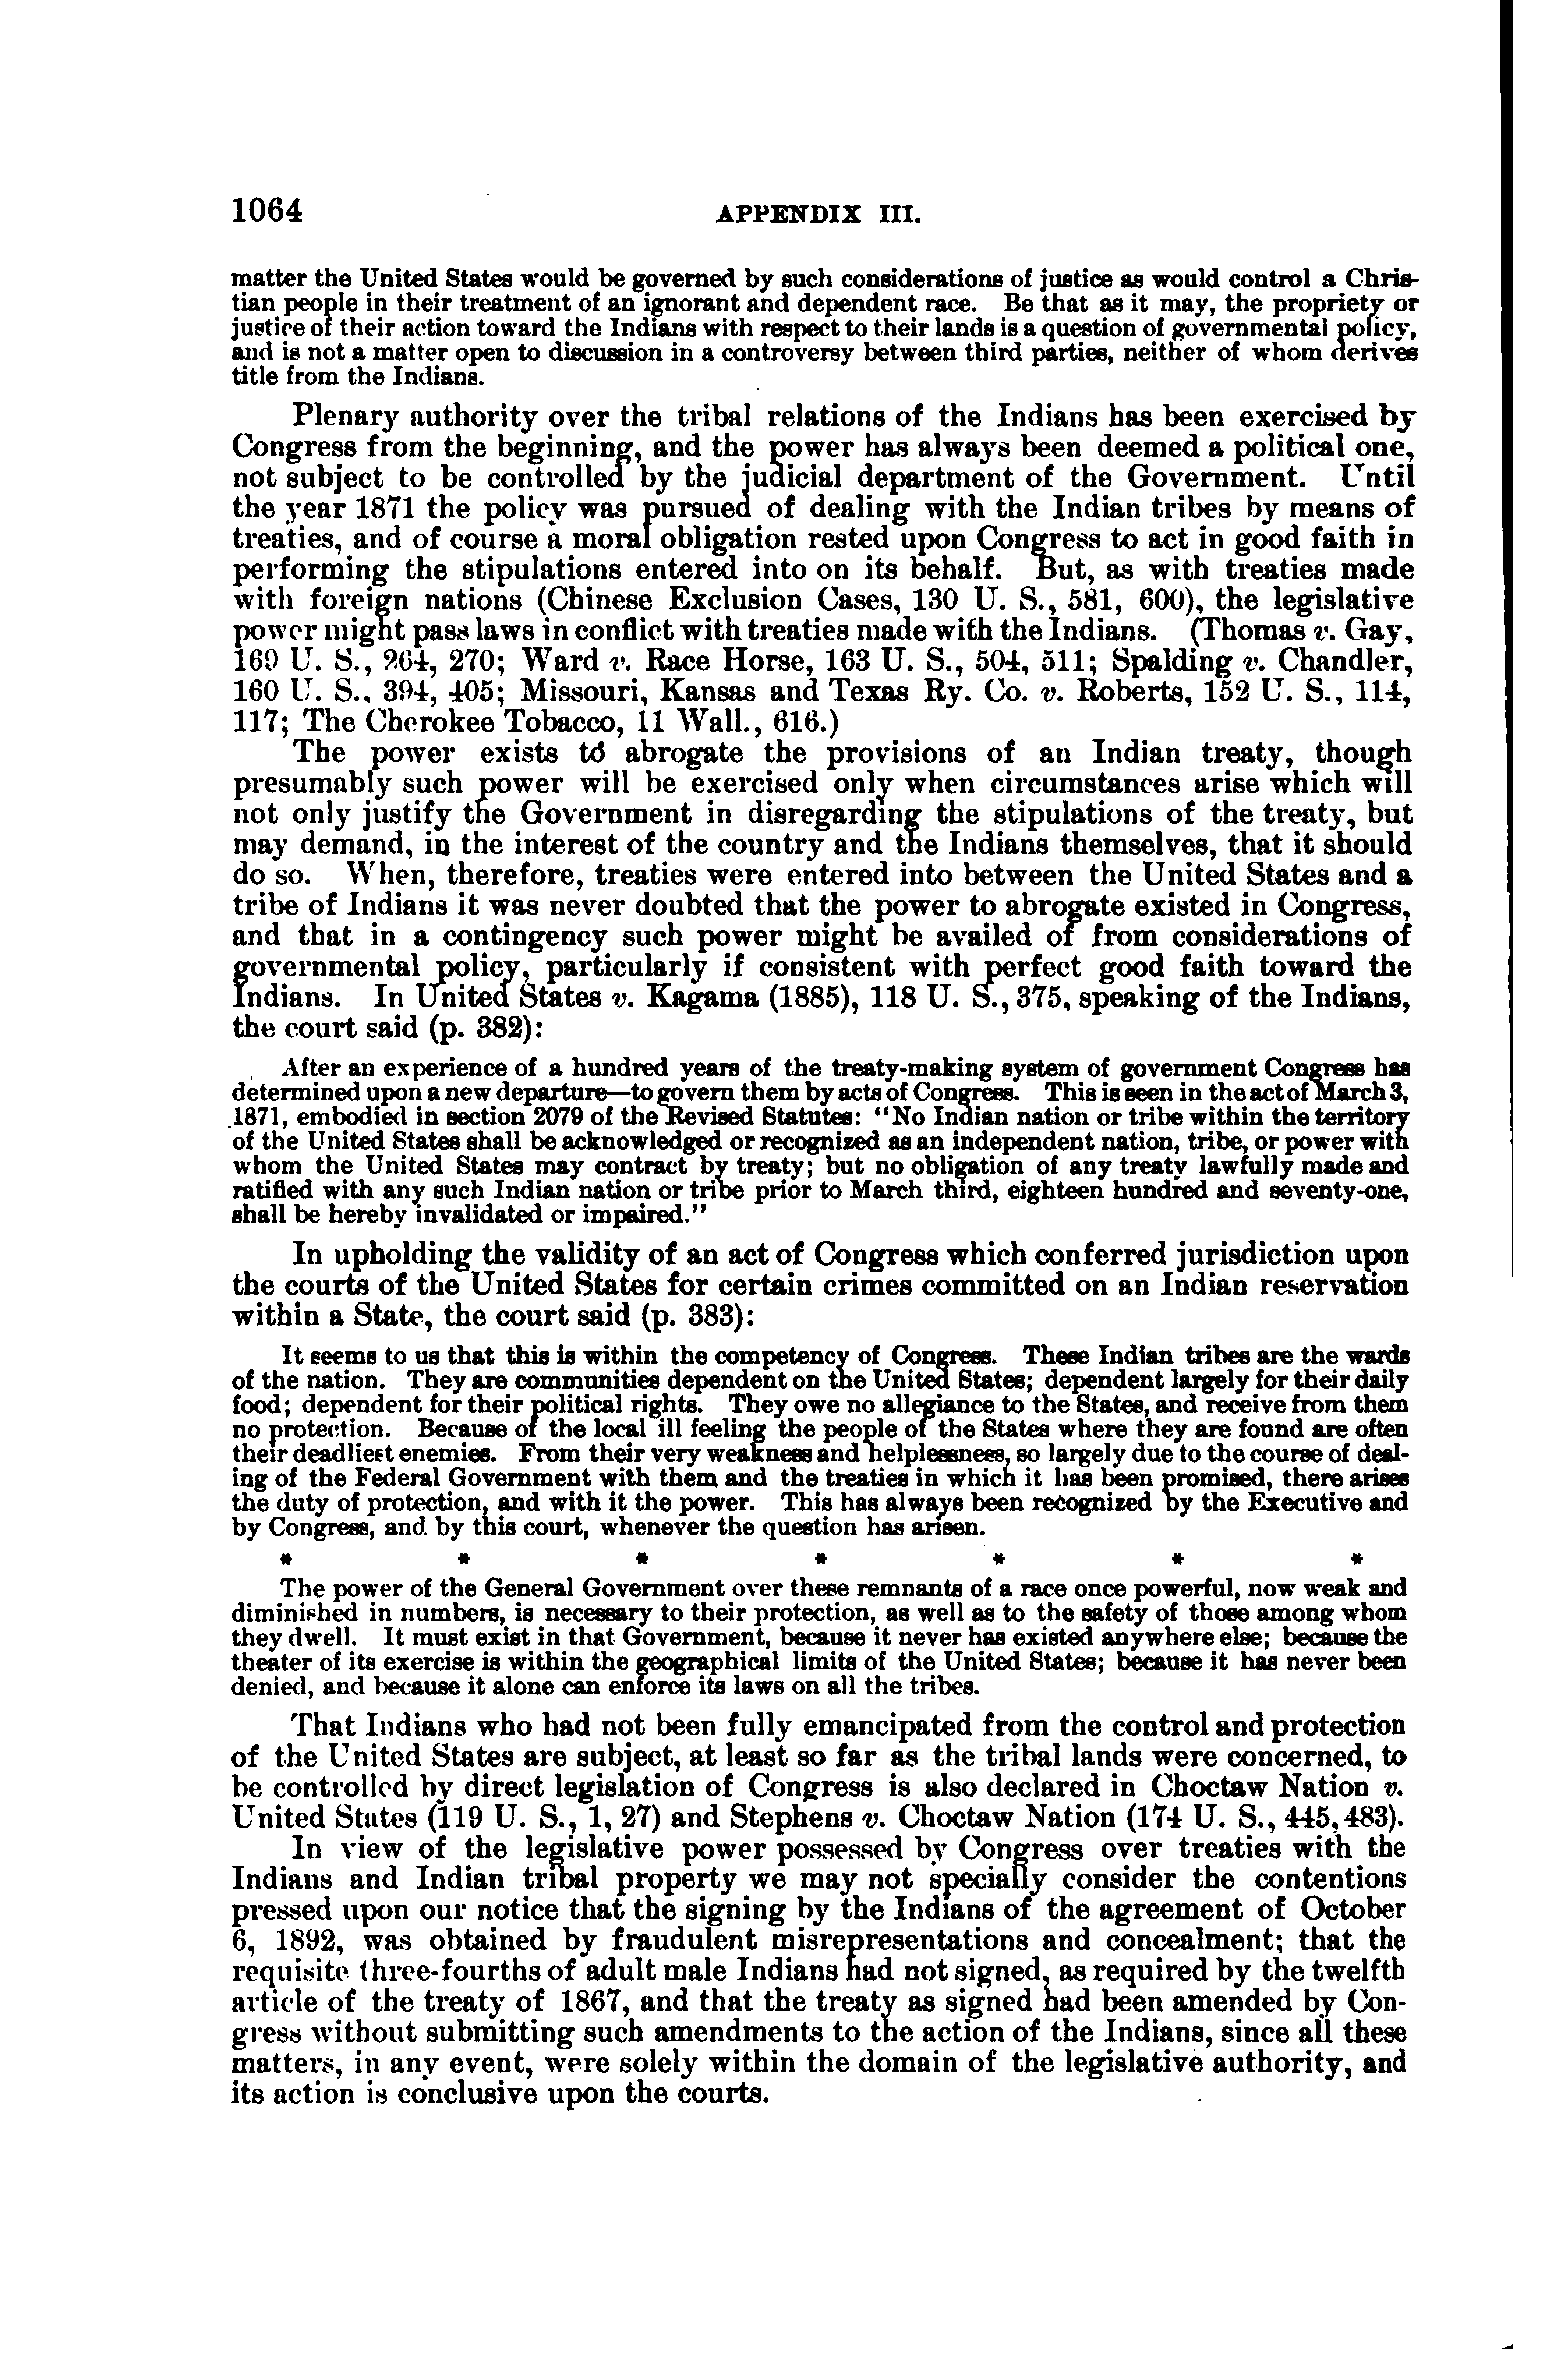 1064
APPENDIX III.
matter the United States would be governed by such considerations of justice as would control a Chris-
tian people in their treatment of an ignorant and dependent race. Be that as it may, the propriety or
justice of their action toward the Indians with respect to their lands is a question of governmental policy,
and is not a matter open to discussion in a controversy between third parties, neither of whom derives
title from the Indians.
Plenary authority over the tribal relations of the Indians has been exercised by
Congress from the beginning, and the power has always been deemed a political one,
not subject to be controlled by the judicial department of the Government. Until
the year 1871 the policy was pursued of dealing with the Indian tribes by means of
treaties, and of course a moral obligation rested upon Congress to act in good faith in
performing the stipulations entered into on its behalf. But, as with treaties made
with foreign nations (Chinese Exclusion Cases, 130 U. S., 581, 600), the legislative
power might pass laws in conflict with treaties made with the Indians. (Thomas v. Gay,
169 U. S., 264, 270; Ward v. Race Horse, 163 U. S., 504, 511; Spalding v. Chandler,
160 U. S., 394, 405; Missouri, Kansas and Texas Ry. Co. v. Roberts, 152 U. S., 114,
117; The Cherokee Tobacco, 11 Wall., 616.)
The power exists to abrogate the provisions of an Indian treaty, though
presumably such power will be exercised only when circumstances arise which will
not only justify the Government in disregarding the stipulations of the treaty, but
may demand, in the interest of the country and the Indians themselves, that it should
do so. When, therefore, treaties were entered into between the United States and a
tribe of Indians it was never doubted that the power to abrogate existed in Congress,
and that in a contingency such power might be availed of from considerations of
governmental policy, particularly if consistent with perfect good faith toward the
Indians. In United States v. Kagama (1885), 118 U. S., 375, speaking of the Indians,
the court said (p. 382):
After an experience of a hundred years of the treaty-making system of government Congress has
determined upon a new departure—to govern them by acts of Congress. This is seen in the act of March 3,
1871, embodied in section 2079 of the Revised Statutes: "No Indian nation or tribe within the territory
of the United States shall be acknowledged or recognized as an independent nation, tribe, or power with
whom the United States may contract by treaty; but no obligation of any treaty lawfully made and
ratified with any such Indian nation or tribe prior to March third, eighteen hundred and seventy-one,
shall be hereby invalidated or impaired."
In upholding the validity of an act of Congress which conferred jurisdiction upon
the courts of the United States for certain crimes committed on an Indian reservation
within a State, the court said (p. 383):
It seems to us that this is within the competency of Congress. These Indian tribes are the wards
of the nation. They are communities dependent on the United States; dependent largely for their daily
food; dependent for their political rights. They owe no allegiance to the States, and receive from them
no protection. Because of the local ill feeling the people of the States where they are found are often
their deadliest enemies. From their very weakness and helplessness, so largely due to the course of deal-
ing of the Federal Government with them and the treaties in which it has been promised, there arises
the duty of protection, and with it the power. This has always been recognized by the Executive and
by Congress, and by this court, whenever the question has arisen.
* * * * * * *
The power of the General Government over these remnants of a race once powerful, now weak and
diminished in numbers, is necessary to their protection, as well as to the safety of those among whom
they dwell. It must exist in that Government, because it never has existed anywhere else; because the
theater of its exercise is within the geographical limits of the United States; because it has never been
denied, and because it alone can enforce its laws on all the tribes.
That Indians who had not been fully emancipated from the control and protection
of the United States are subject, at least so far as the tribal lands were concerned, to
be controlled by direct legislation of Congress is also declared in Choctaw Nation v.
United States (119 U. S., 1, 27) and Stephens v. Choctaw Nation (174 U. S., 445, 483).
In view of the legislative power possessed by Congress over treaties with the
Indians and Indian tribal property we may not specially consider the contentions
pressed upon our notice that the signing by the Indians of the agreement of October
6, 1892, was obtained by fraudulent misrepresentations and concealment; that the
requisite three-fourths of adult male Indians had not signed, as required by the twelfth
article of the treaty of 1867, and that the treaty as signed had been amended by Con-
gress without submitting such amendments to the action of the Indians, since all these
matters, in any event, were solely within the domain of the legislative authority, and
its action is conclusive upon the courts.